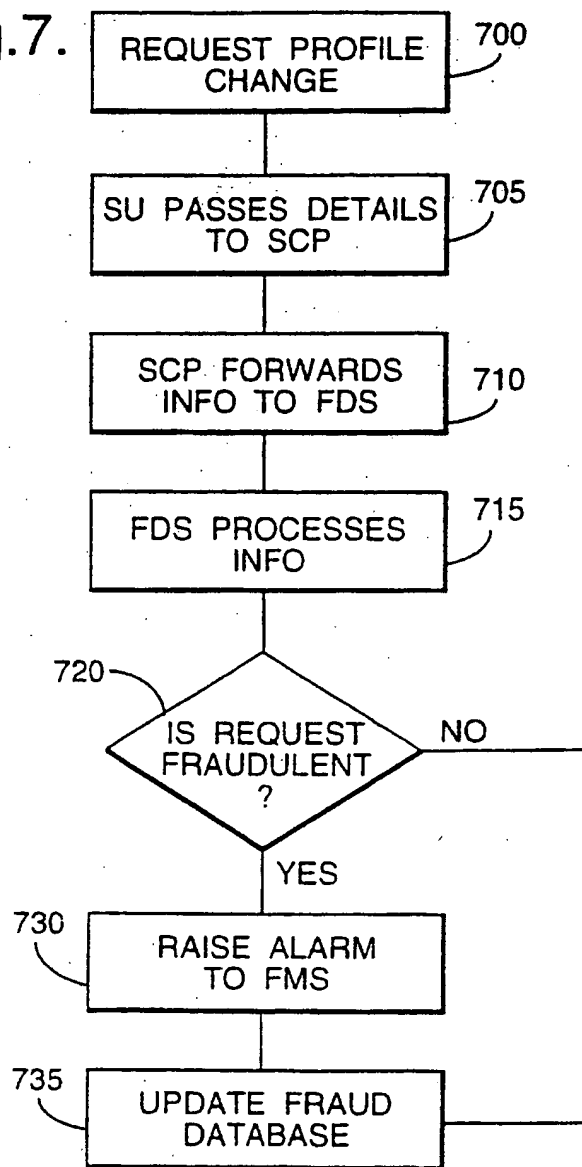 .7.
REQUEST PROFILE
CHANGE
700
SU PASSES DETAILS
TO SCP
705
SCP FORWARDS
INFO TO FDS
710
FDS PROCESSES
INFO
715
720
IS REQUEST
FRAUDULENT
?
NO
YES
730
RAISE ALARM
TO FMS
735
UPDATE FRAUD
DATABASE